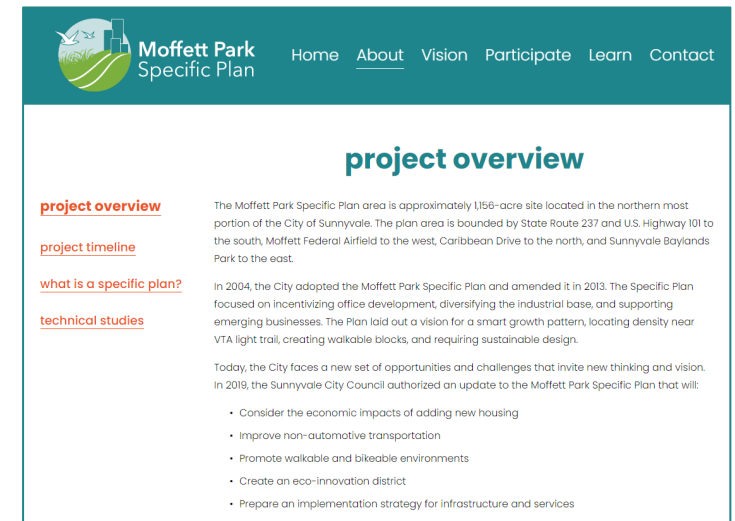 Moffett Park
Specific Plan
Home About Vision Participate Learn Contact
project overview
project overview
project timeline
what is a specific plan?
technical studies
The Moffett Park Specific Plan area is approximately 1,156-acre site located in the northern most
portion of the City of Sunnyvale. The plan area is bounded by State Route 237 and U.S. Highway 101 to
the south, Moffett Federal Airfield to the west, Caribbean Drive to the north, and Sunnyvale Baylands
Park to the east.
In 2004, the City adopted the Moffett Park Specific Plan and amended it in 2013. The Specific Plan
focused on incentivizing office development, diversifying the industrial base, and supporting
emerging businesses. The Plan laid out a vision for a smart growth pattern, locating density near
VTA light trail, creating walkable blocks, and requiring sustainable design.
Today, the City faces a new set of opportunities and challenges that invite new thinking and vision.
In 2019, the Sunnyvale City Council authorized an update to the Moffett Park Specific Plan that will:
• Consider the economic impacts of adding new housing
• Improve non-automotive transportation
• Promote walkable and bikeable environments
• Create an eco-innovation district
• Prepare an implementation strategy for infrastructure and services